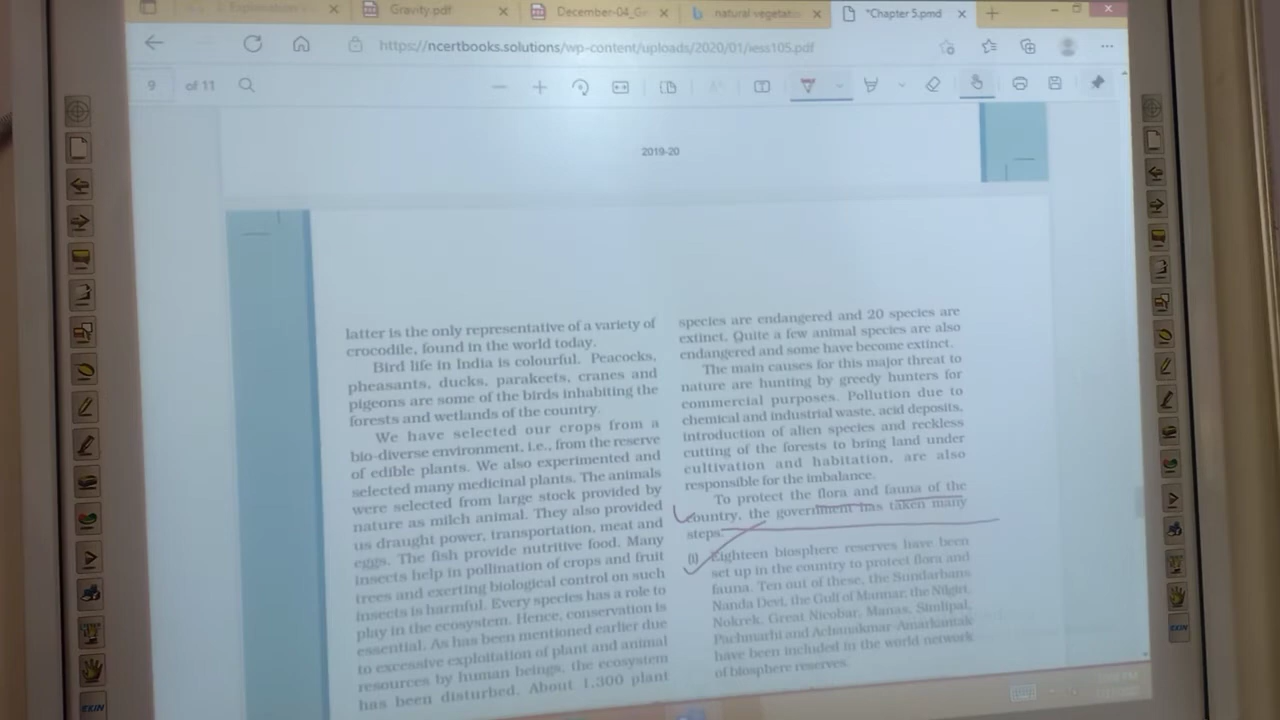 Gravity.pdf
December-04_Gr
natural vegetatio
*Chapter 5.pmd
https://ncertbooks.solutions/wp-content/uploads/2020/01/iess105.pdf
9 of 11
2019-20
latter is the only representative of a variety of
crocodile, found in the world today.
Bird life in India is colourful. Peacocks,
pheasants, ducks, parakeets, cranes and
pigeons are some of the birds inhabiting the
forests and wetlands of the country.
We have selected our crops from a
bio-diverse environment, i.e., from the reserve
of edible plants. We also experimented and
selected many medicinal plants. The animals
were selected from large stock provided by
nature as milch animal. They also provided
us draught power, transportation, meat and
eggs. The fish provide nutritive food. Many
insects help in pollination of crops and fruit
trees and exerting biological control on such
insects is harmful. Every species has a role to
play in the ecosystem. Hence, conservation is
essential. As has been mentioned earlier due
to excessive exploitation of plant and animal
resources by human beings, the ecosystem
has been disturbed. About 1,300 plant
species are endangered and 20 species are
extinct. Quite a few animal species are also
endangered and some have become extinct.
The main causes for this major threat to
nature are hunting by greedy hunters for
commercial purposes. Pollution due to
chemical and industrial waste, acid deposits,
introduction of alien species and reckless
cutting of the forests to bring land under
cultivation and habitation, are also
responsible for the imbalance.
To protect the flora and fauna of the
country, the government has taken many
steps.
(i) Eighteen biosphere reserves have been
set up in the country to protect flora and
fauna. Ten out of these, the Sundarbans
Nanda Devi, the Gulf of Mannar, the Nilgiri,
Nokrek, Great Nicobar, Manas, Simlipal,
Pachmarhi and Achanakmar-Amarkantak
have been included in the world network
of biosphere reserves.
EKIN
EKIN